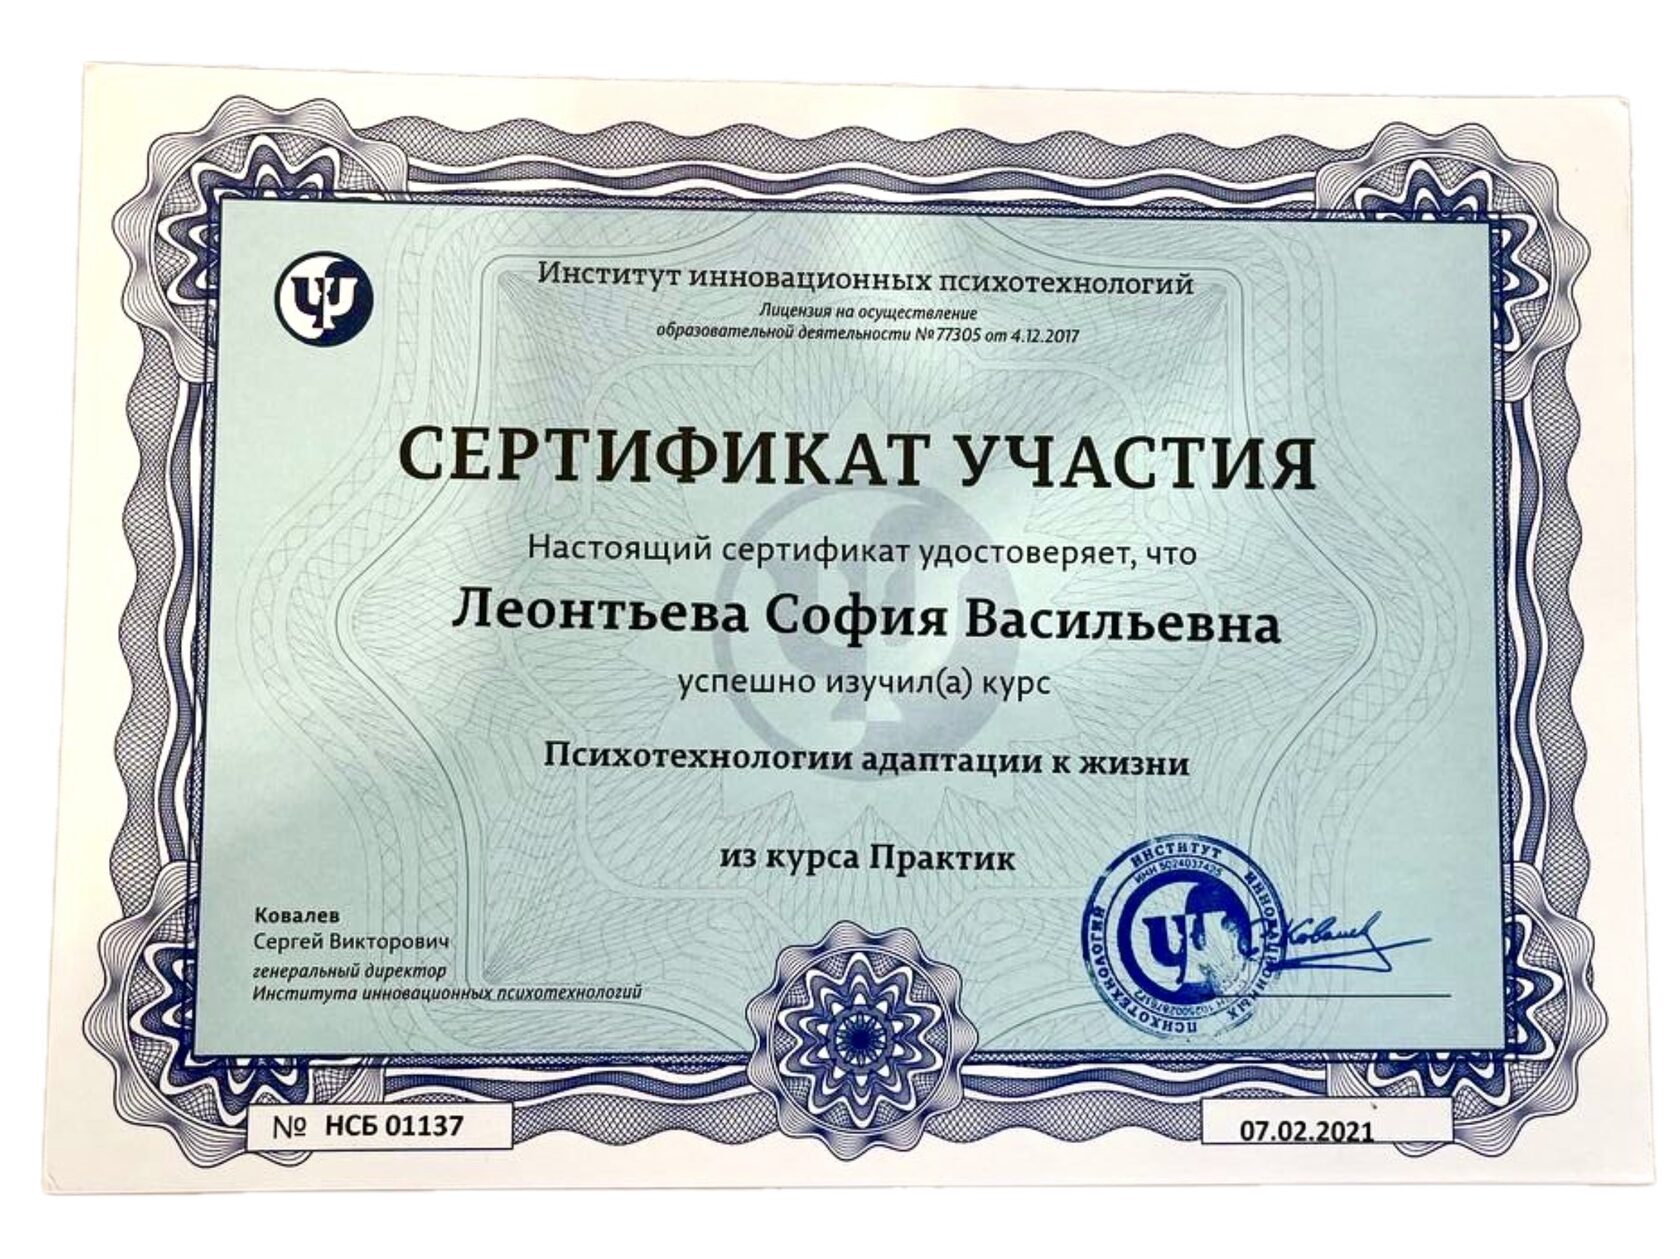 Институт инновационных психотехнологий
Лицензия на осуществление
образовательной деятельности №77305 от 4.12.2017
СЕРТИФИКАТ УЧАСТИЯ
Настоящий сертификат удостоверяет, что
Леонтьева София Васильевна
успешно изучил(а) курс
Психотехнологии адаптации к жизни
из курса Практик
Ковалев
Сергей Викторович
генеральный директор
Института инновационных психотехнологий
ИНСТИТУТ ИННОВАЦИОННЫХ ПСИХОТЕХНОЛОГИЙ
ИНН 5024037425
Ковалев
№ НСБ 01137
07.02.2021